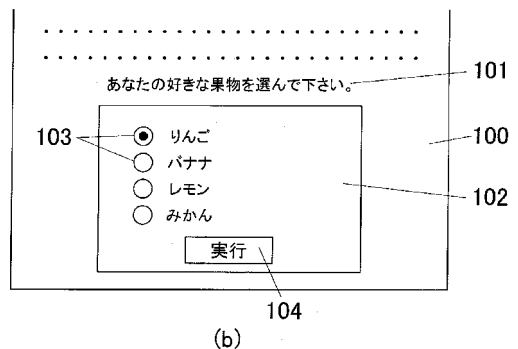 あなたの好きな果物を選んで下さい。
101
103
りんご
バナナ
レモン
みかん
100
102
実行
104
(b)